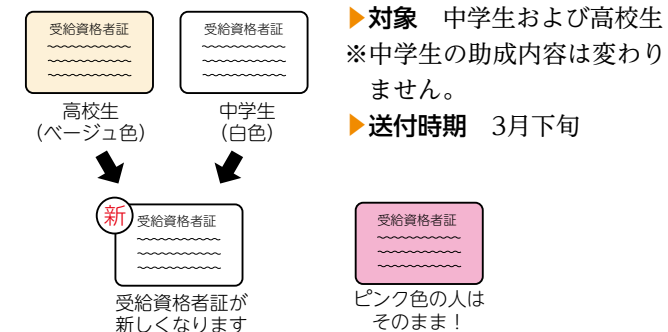 受給資格者証
高校生
(ベージュ色)
受給資格者証
中学生
(白色)
▶対象　中学生および高校生
※中学生の助成内容は変わり
ません。
▶送付時期　3月下旬
新
受給資格者証
受給資格者証が
新しくなります
受給資格者証
ピンク色の人は
そのまま！